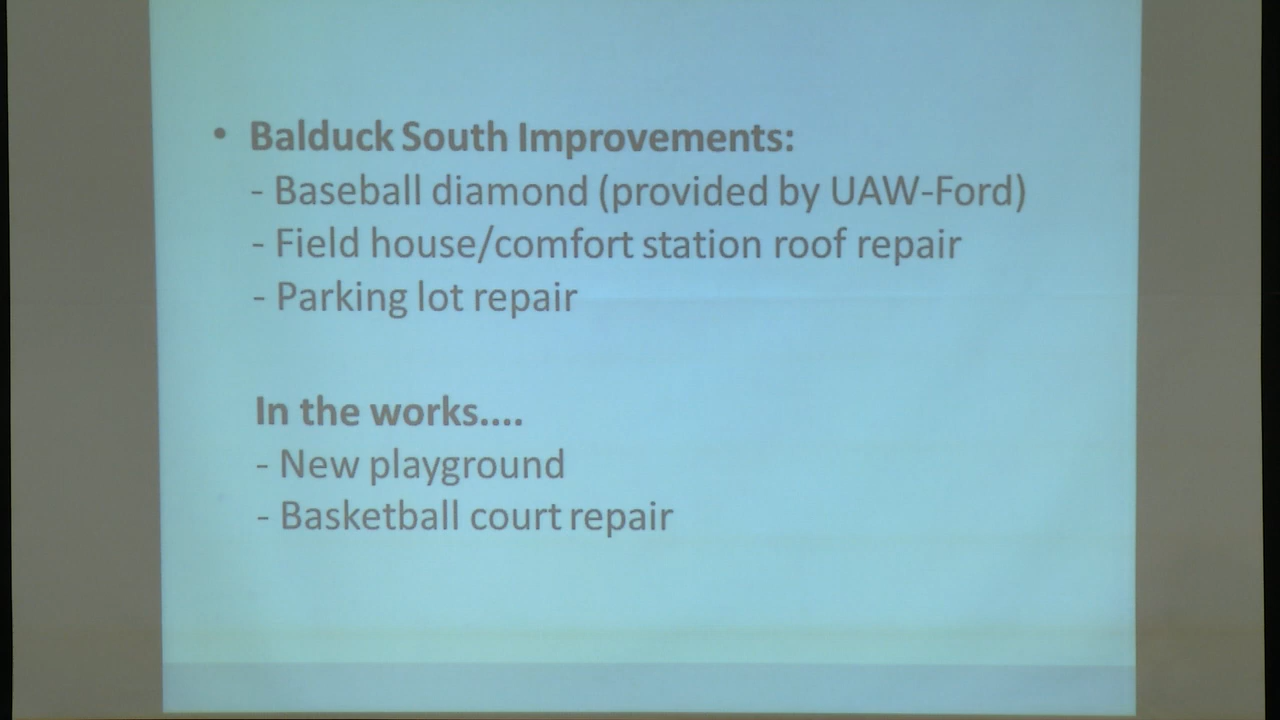 • Balduck South Improvements:
- Baseball diamond (provided by UAW-Ford)
- Field house/comfort station roof repair
- Parking lot repair
In the works....
- New playground
- Basketball court repair